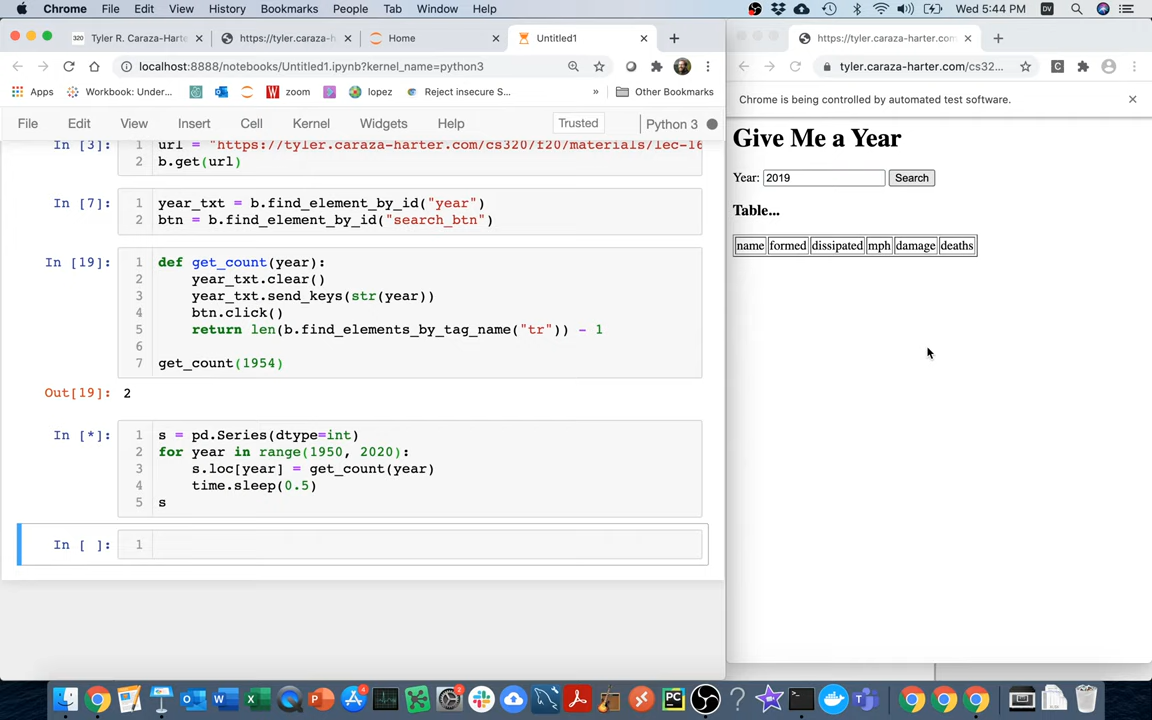 Chrome File Edit View History Bookmarks People Tab Window Help Wed 5:44 PM DV
320 Tyler R. Caraza-Harte https://tyler.caraza-h Home Untitled1
localhost:8888/notebooks/Untitled1.ipynb?kernel_name=python3
Apps Workbook: Under... zoom lopez Reject insecure S... » Other Bookmarks
File Edit View Insert Cell Kernel Widgets Help Trusted Python 3
In [3]: 1 url = "https://tyler.caraza-harter.com/cs320/f20/materials/lec-16
2 b.get(url)
In [7]: 1 year_txt = b.find_element_by_id("year")
2 btn = b.find_element_by_id("search_btn")
In [19]: 1 def get_count(year):
2 year_txt.clear()
3 year_txt.send_keys(str(year))
4 btn.click()
5 return len(b.find_elements_by_tag_name("tr")) - 1
6
7 get_count(1954)
Out[19]: 2
In [*]: 1 s = pd.Series(dtype=int)
2 for year in range(1950, 2020):
3 s.loc[year] = get_count(year)
4 time.sleep(0.5)
5 s
In [ ]: 1
https://tyler.caraza-harter.com
tyler.caraza-harter.com/cs32...
Chrome is being controlled by automated test software.
Give Me a Year
Year: 2019 Search
Table...
name formed dissipated mph damage deaths